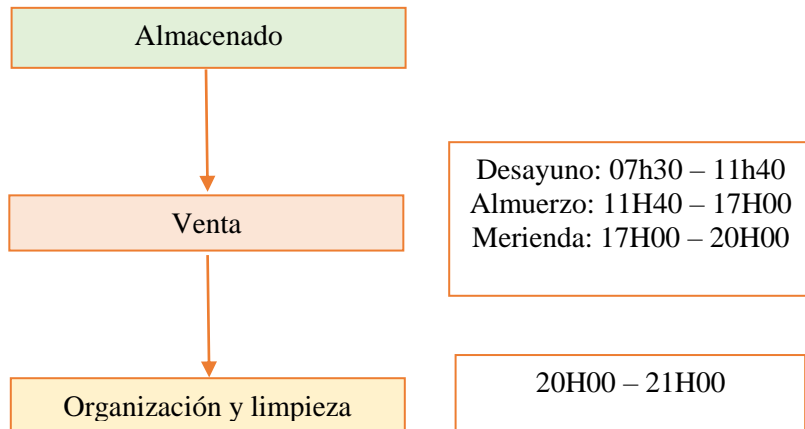 Almacenado
Venta
Desayuno: 07h30 – 11h40
Almuerzo: 11H40 – 17H00
Merienda: 17H00 – 20H00
Organización y limpieza
20H00 – 21H00